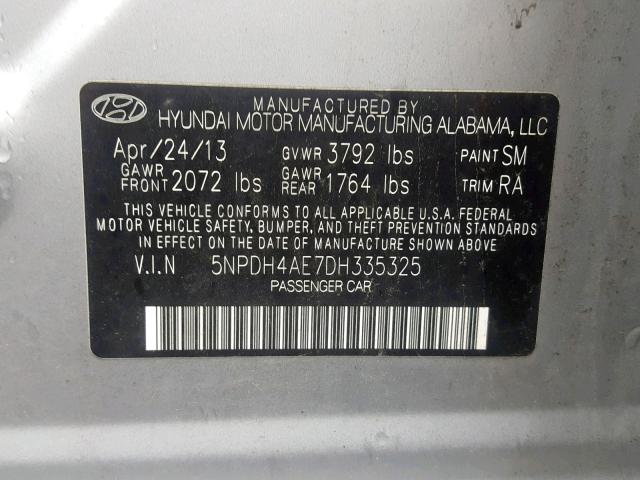 MANUFACTURED BY
HYUNDAI MOTOR MANUFACTURING ALABAMA, LLC
Apr/24/13 GVWR 3792 lbs PAINT SM
GAWR FRONT 2072 lbs GAWR REAR 1764 lbs TRIM RA
THIS VEHICLE CONFORMS TO ALL APPLICABLE U.S.A. FEDERAL
MOTOR VEHICLE SAFETY, BUMPER, AND THEFT PREVENTION STANDARDS
IN EFFECT ON THE DATE OF MANUFACTURE SHOWN ABOVE.
V.I.N 5NPDH4AE7DH335325
PASSENGER CAR